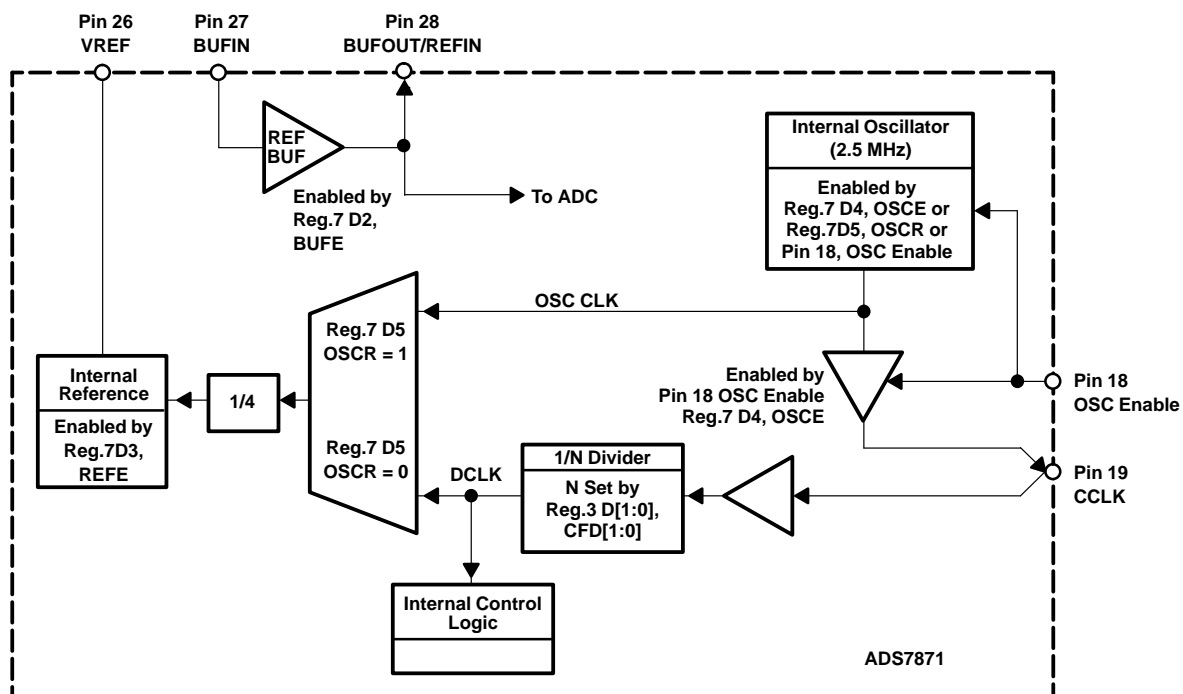 Pin 26
VREF
Pin 27
BUFIN
Pin 28
BUFOUT/REFIN
REF
BUF
Enabled by
Reg.7 D2,
BUFE
To ADC
Internal Oscillator
(2.5 MHz)
Enabled by
Reg.7 D4, OSCE or
Reg.7D5, OSCR or
Pin 18, OSC Enable
OSC CLK
Reg.7 D5
OSCR = 1
Internal
Reference
Enabled by
Reg.7D3,
REFE
1/4
Reg.7 D5
OSCR = 0
Enabled by
Pin 18 OSC Enable
Reg.7 D4, OSCE
Pin 18
OSC Enable
DCLK
1/N Divider
N Set by
Reg.3 D[1:0],
CFD[1:0]
Pin 19
CCLK
Internal Control
Logic
ADS7871